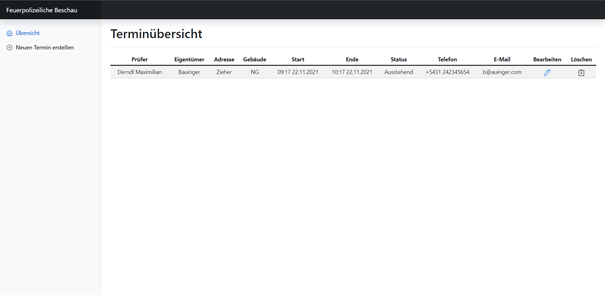 Feuerpolizeiliche Beschau
Übersicht
Neuen Termin erstellen
Terminübersicht
Prüfer Eigentümer Adresse Gebäude Start Ende Status Telefon E-Mail Bearbeiten Löschen
Derndl Maximilian Bauinger Zieher NG 09:17 22.11.2021 10:17 22.11.2021 Ausstehend +5431 242345654 b@auinger.com